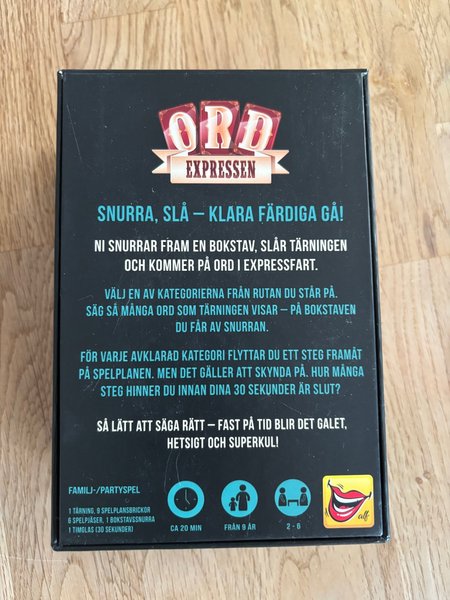 ORD
EXPRESSEN
SNURRA, SLÅ – KLARA FÄRDIGA GÅ!
NI SNURRAR FRAM EN BOKSTAV, SLÅR TÄRNINGEN
OCH KOMMER PÅ ORD I EXPRESSFART.
VÄLJ EN AV KATEGORIERNA FRÅN RUTAN DU STÅR PÅ.
SÄG SÅ MÅNGA ORD SOM TÄRNINGEN VISAR – PÅ BOKSTAVEN
DU FÅR AV SNURRAN.
FÖR VARJE AVKLARAD KATEGORI FLYTTAR DU ETT STEG FRAMÅT
PÅ SPELPLANEN. MEN DET GÄLLER ATT SKYNDA PÅ. HUR MÅNGA
STEG HINNER DU INNAN DINA 30 SEKUNDER ÄR SLUT?
SÅ LÄTT ATT SÄGA RÄTT – FAST PÅ TID BLIR DET GALET,
HETSIGT OCH SUPERKUL!
FAMILJ-/PARTYSPEL
1 TÄRNING, 9 SPELPLANSBRICKOR
6 SPELPJÄSER, 1 BOKSTAVSSNURRA
1 TIMGLAS (30 SEKUNDER)
CA 20 MIN
FRÅN 9 ÅR
2 - 6
alf